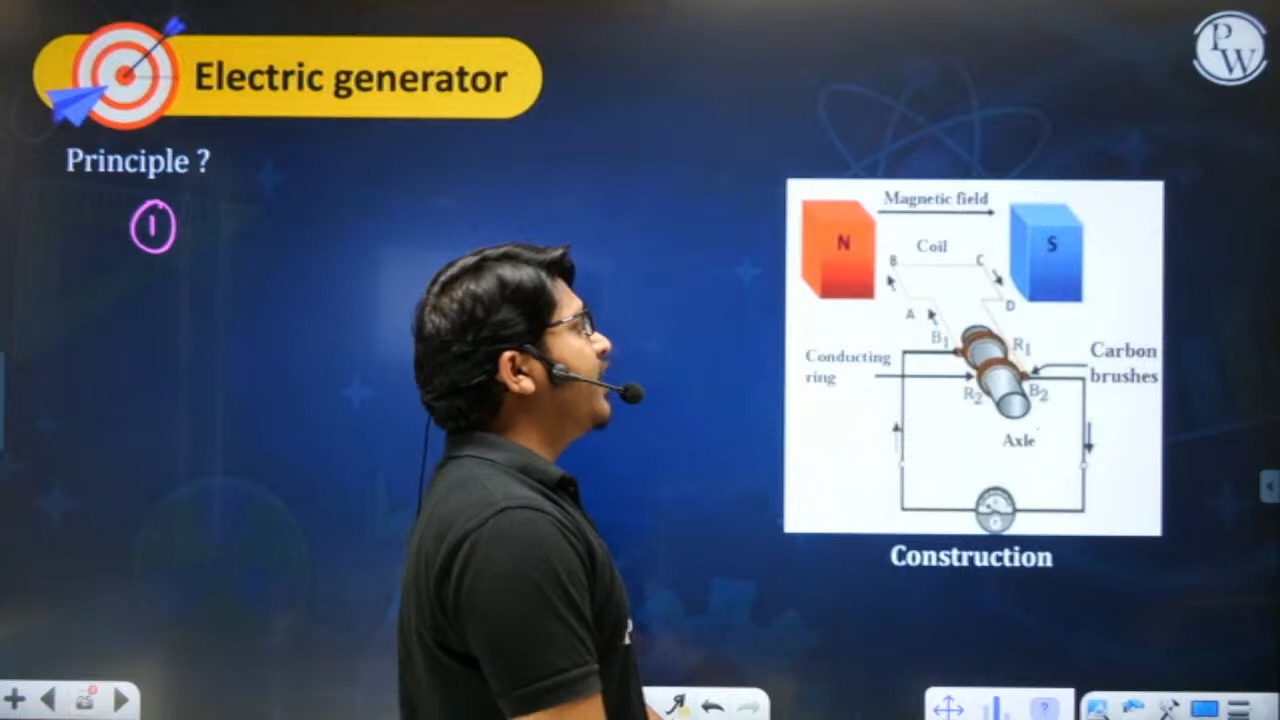 Electric generator
PW
Principle ?
1
Magnetic field
N
S
Coil
B
C
A
D
B1
R1
Conducting
ring
Carbon
brushes
R2
B2
Axle
Construction
?